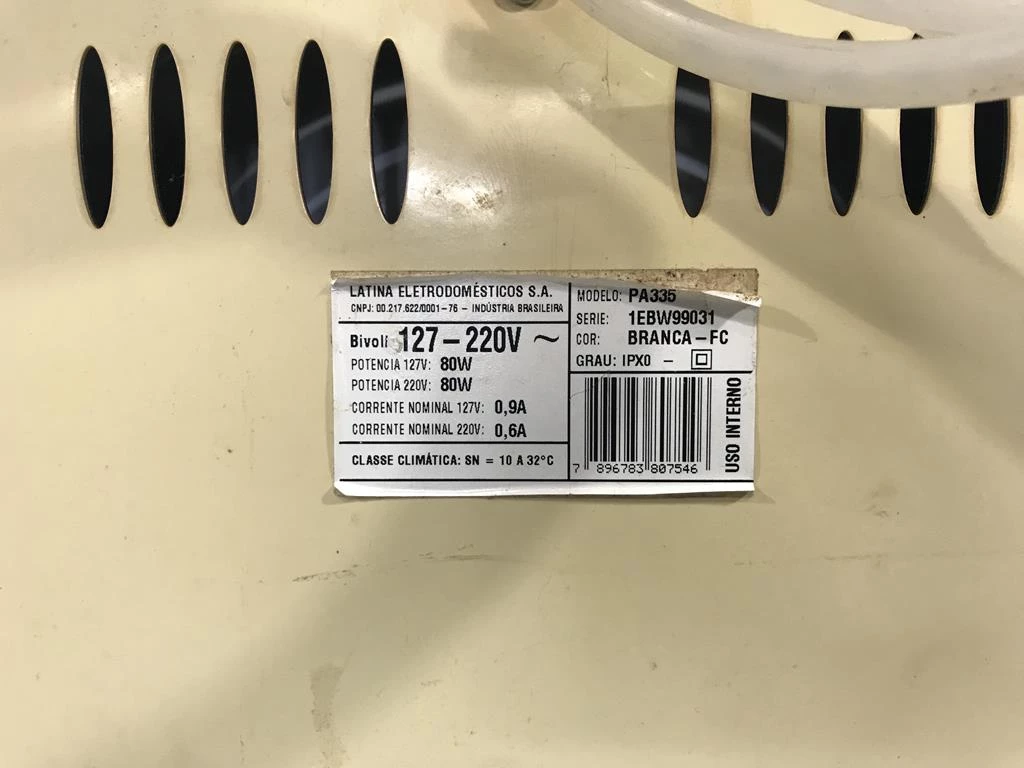 LATINA ELETRODOMÉSTICOS S.A.
CNPJ: 00.217.622/0001-76 - INDÚSTRIA BRASILEIRA
Bivolt 127-220V ~
POTENCIA 127V: 80W
POTENCIA 220V: 80W
CORRENTE NOMINAL 127V: 0,9A
CORRENTE NOMINAL 220V: 0,6A
CLASSE CLIMÁTICA: SN = 10 A 32°C
MODELO: PA335
SERIE: 1EBW99031
COR: BRANCA-FC
GRAU: IPX0 -
7 896783 807546
USO INTERNO